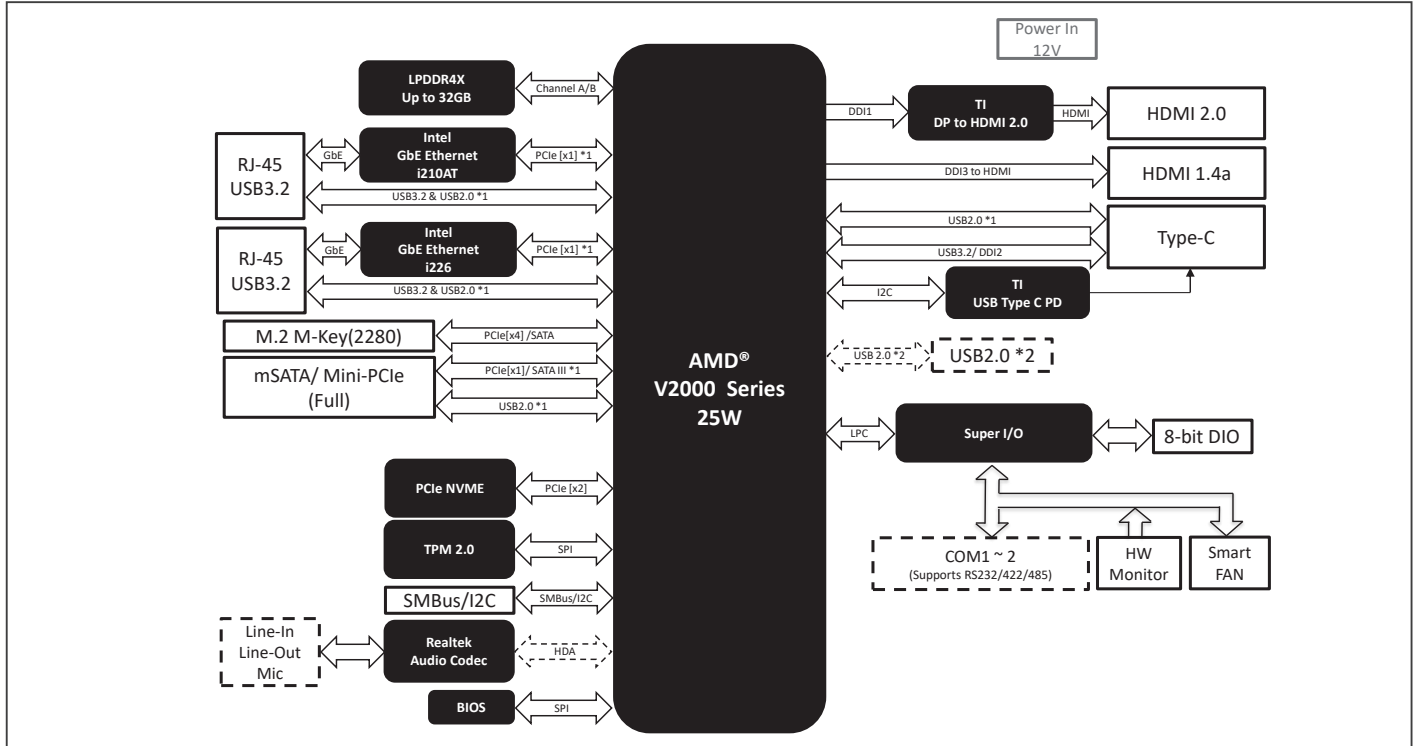 Power In
12V
LPDDR4X
Up to 32GB
Channel A/B
RJ-45
USB3.2
GbE
Intel
GbE Ethernet
i210AT
PCIe [x1] *1
USB3.2 & USB2.0 *1
RJ-45
USB3.2
GbE
Intel
GbE Ethernet
i226
PCIe [x1] *1
USB3.2 & USB2.0 *1
M.2 M-Key(2280)
PCIe[x4] /SATA
mSATA/ Mini-PCIe
(Full)
PCIe[x1]/ SATA III *1
USB2.0 *1
PCIe NVME
PCIe [x2]
TPM 2.0
SPI
SMBus/I2C
SMBus/I2C
Line-In
Line-Out
Mic
Realtek
Audio Codec
HDA
BIOS
SPI
AMD®
V2000 Series
25W
DDI1
TI
DP to HDMI 2.0
HDMI
HDMI 2.0
DDI3 to HDMI
HDMI 1.4a
USB2.0 *1
USB3.2/ DDI2
Type-C
I2C
TI
USB Type C PD
USB 2.0 *2
USB2.0 *2
LPC
Super I/O
8-bit DIO
COM1 ~ 2
(Supports RS232/422/485)
HW
Monitor
Smart
FAN